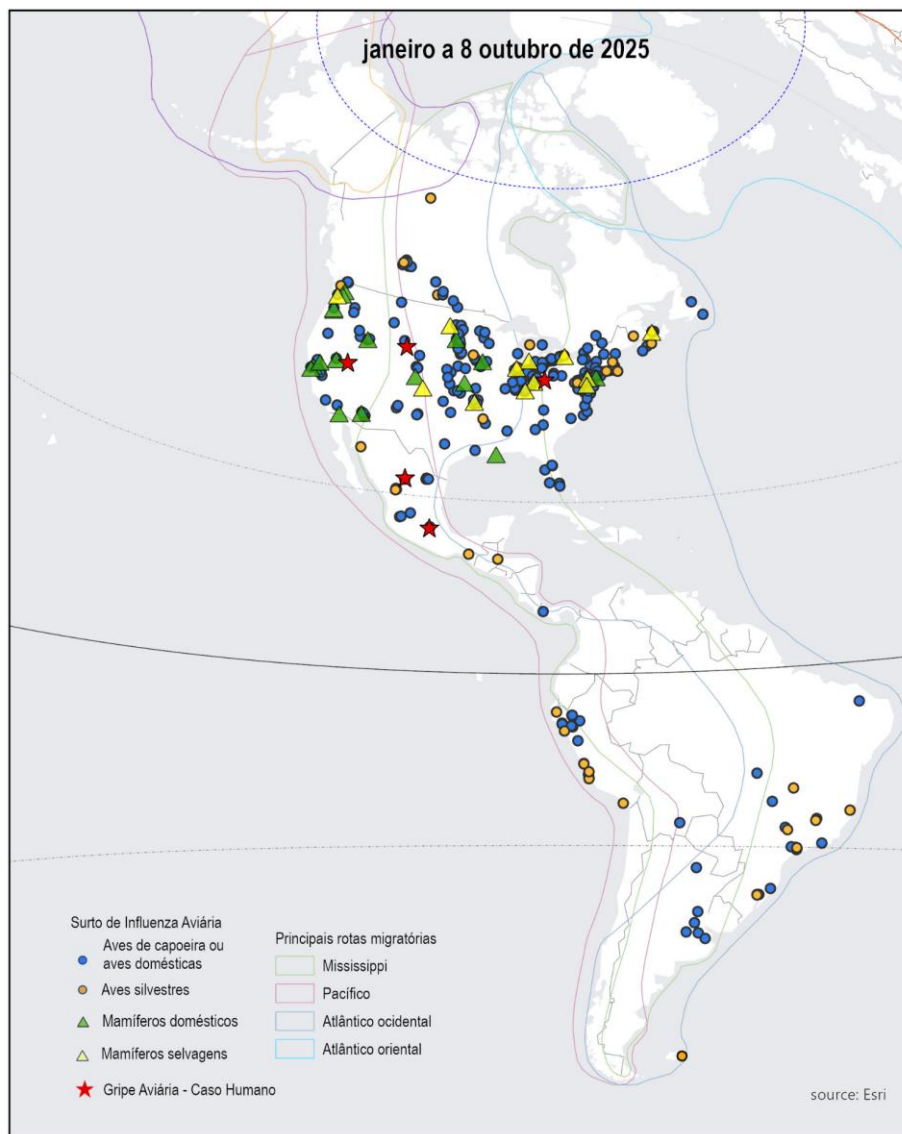 janeiro a 8 outubro de 2025
Surto de Influenza Aviária
Aves de capoeira ou
aves domésticas
Aves silvestres
Mamíferos domésticos
Mamíferos selvagens
Gripe Aviária - Caso Humano
Principais rotas migratórias
Mississippi
Pacífico
Atlântico ocidental
Atlântico oriental
source: Esri